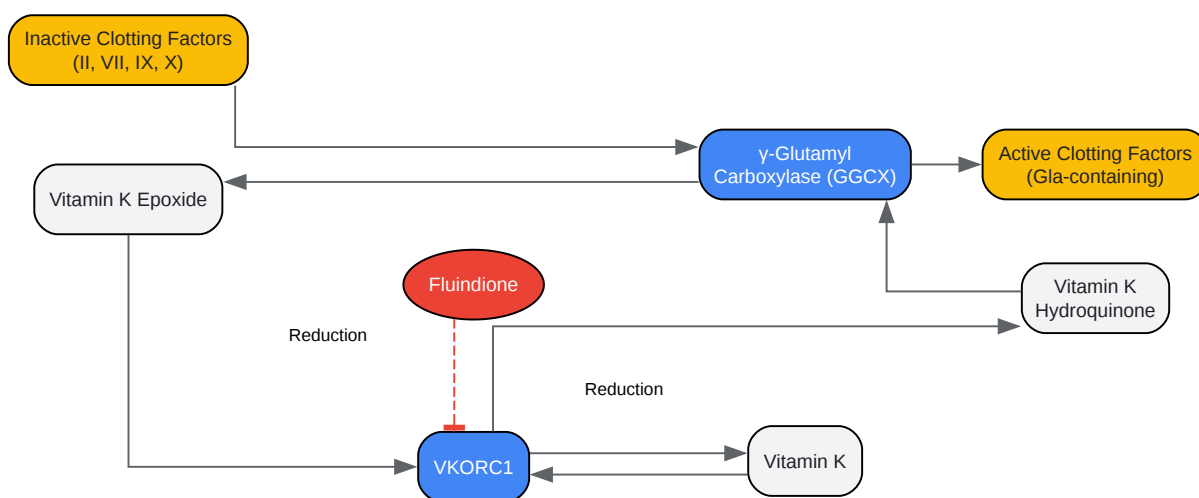 Inactive Clotting Factors
(II, VII, IX, X)
γ-Glutamyl
Carboxylase (GGCX)
Active Clotting Factors
(Gla-containing)
Vitamin K Epoxide
Fluindione
Vitamin K
Hydroquinone
Reduction
Reduction
VKORC1
Vitamin K